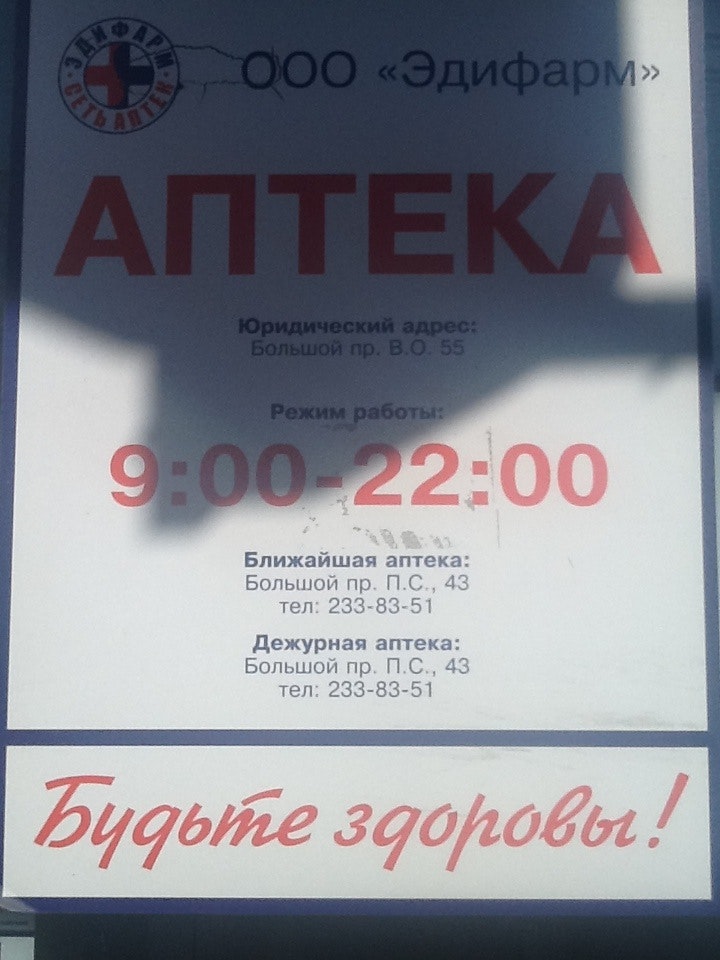 ЭДИФАРМ
СЕТЬ АПТЕК
ООО «Эдифарм»
АПТЕКА
Юридический адрес:
Большой пр. В.О. 55
Режим работы:
9:00-22:00
Ближайшая аптека:
Большой пр. П.С., 43
тел: 233-83-51
Дежурная аптека:
Большой пр. П.С., 43
тел: 233-83-51
Будьте здоровы!